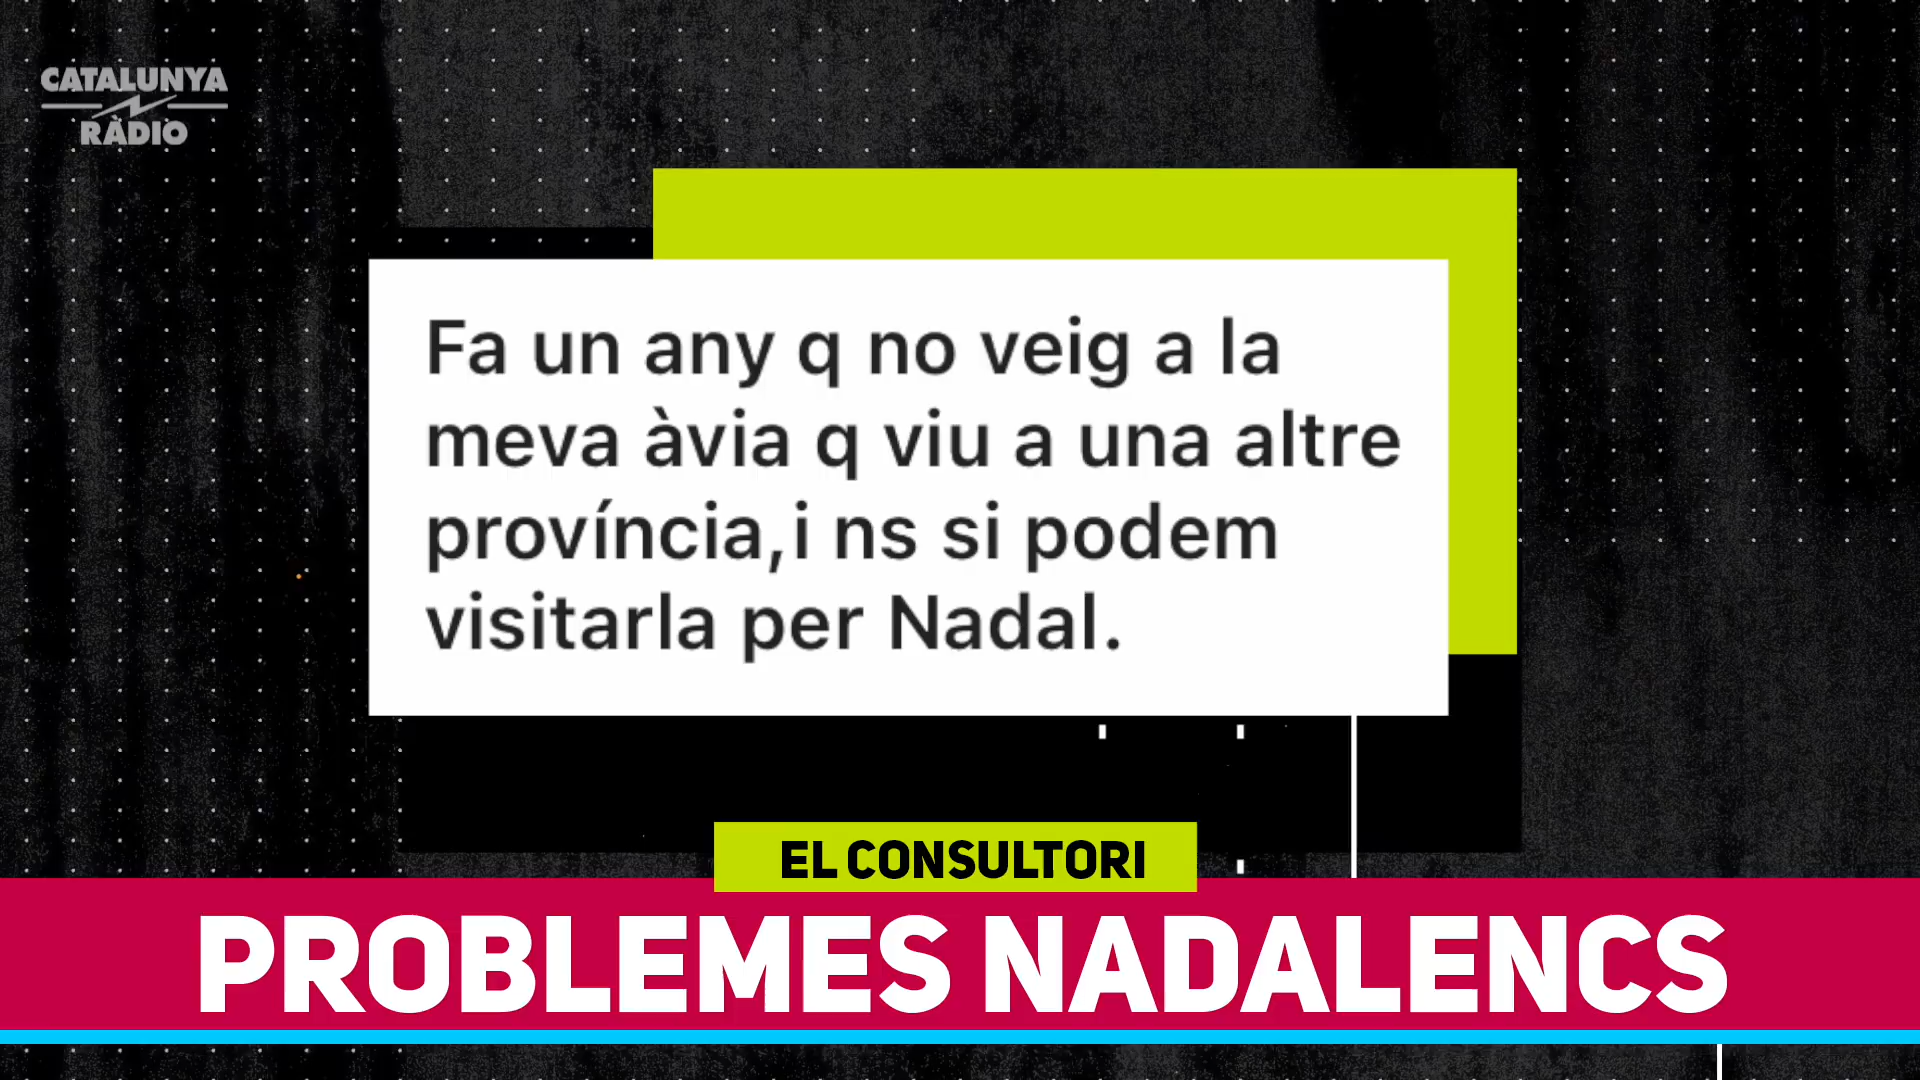 CATALUNYA
RÀDIO
Fa un any q no veig a la
meva àvia q viu a una altre
província,i ns si podem
visitarla per Nadal.
EL CONSULTORI
PROBLEMES NADALENCS